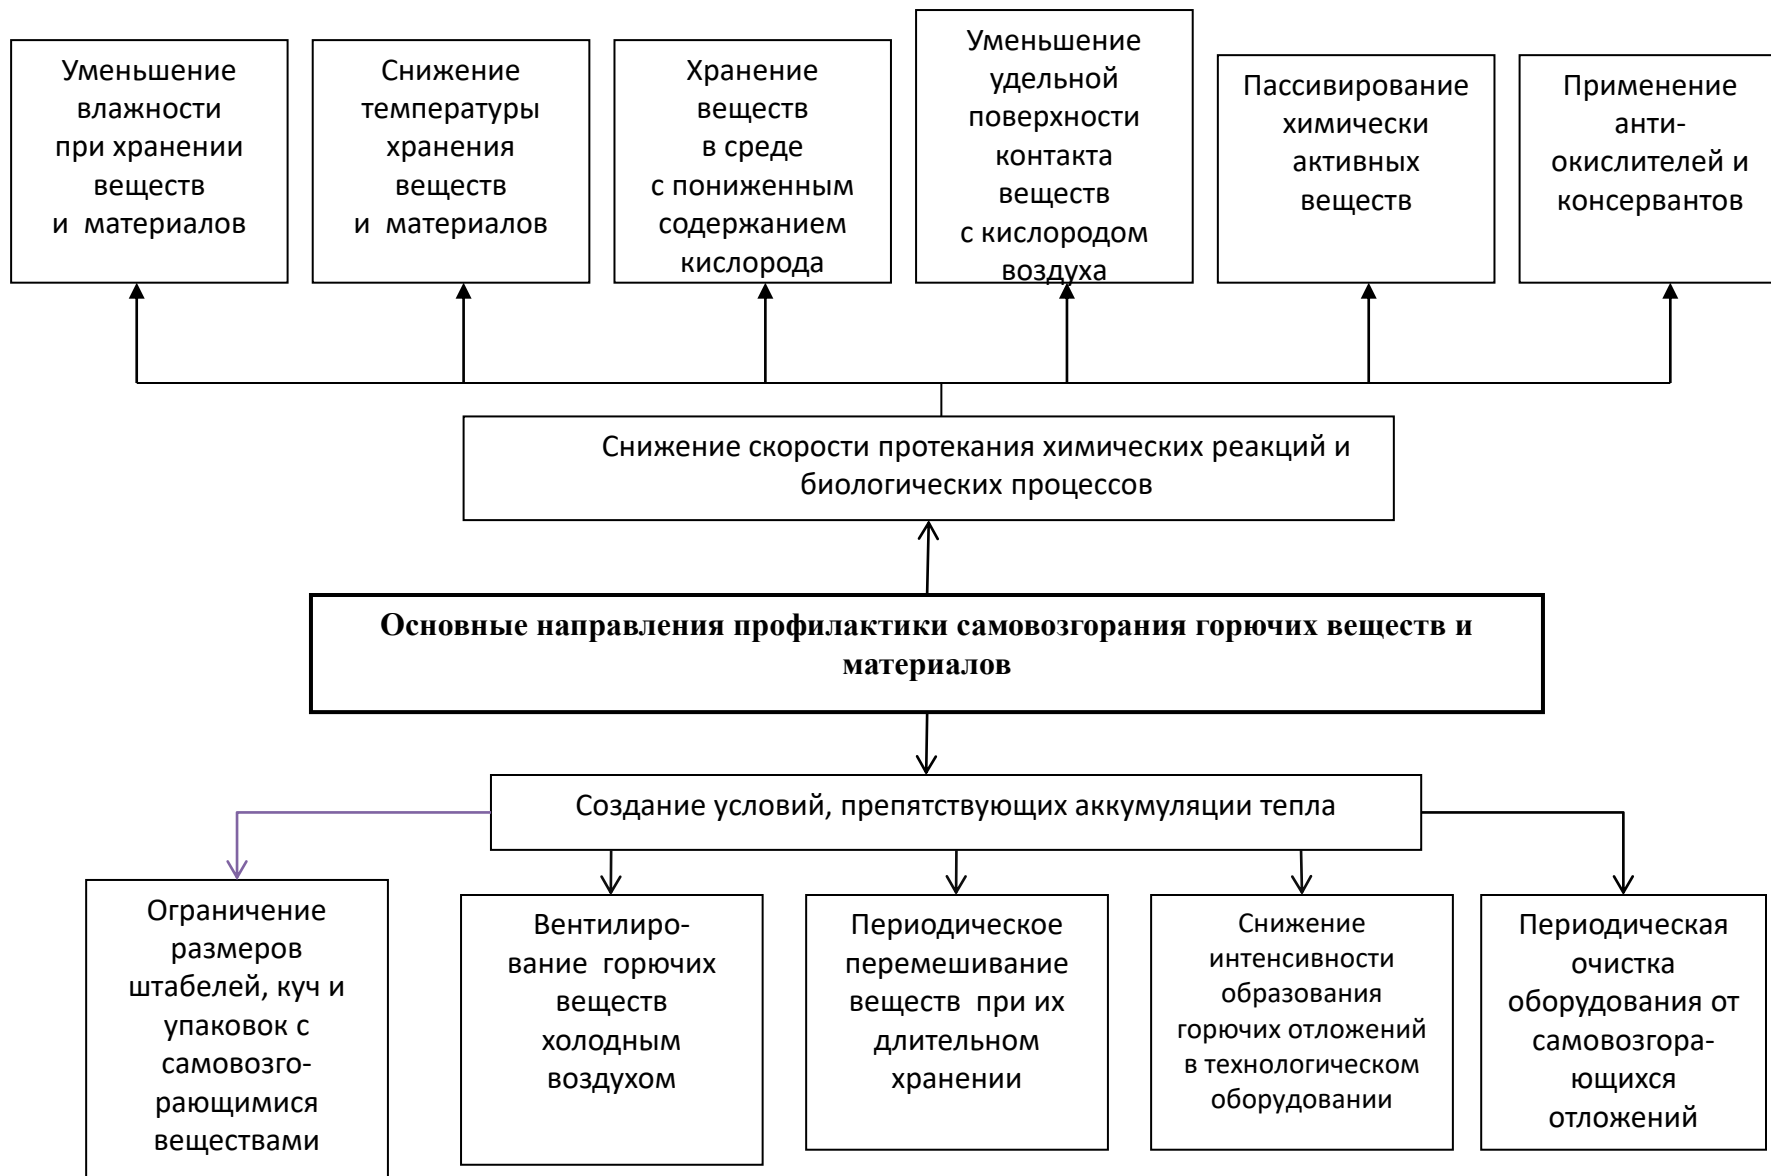 Уменьшение
влажности
при хранении
веществ
и  материалов
Снижение
температуры
хранения
веществ
и  материалов
Хранение
веществ
в среде
с пониженным
содержанием
кислорода
Уменьшение
удельной
поверхности
контакта
веществ
с кислородом
воздуха
Пассивирование
химически
активных
веществ
Применение
анти-
окислителей и
консервантов
Снижение скорости протекания химических реакций и
биологических процессов
Основные направления профилактики самовозгорания горючих веществ и
материалов
Создание условий, препятствующих аккумуляции тепла
Ограничение
размеров
штабелей, куч и
упаковок с
самовозго-
рающимися
веществами
Вентилиро-
вание  горючих
веществ
холодным
воздухом
Периодическое
перемешивание
веществ  при их
длительном
хранении
Снижение
интенсивности
образования
горючих отложений
в технологическом
оборудовании
Периодическая
очистка
оборудования от
самовозгора-
ющихся
отложений